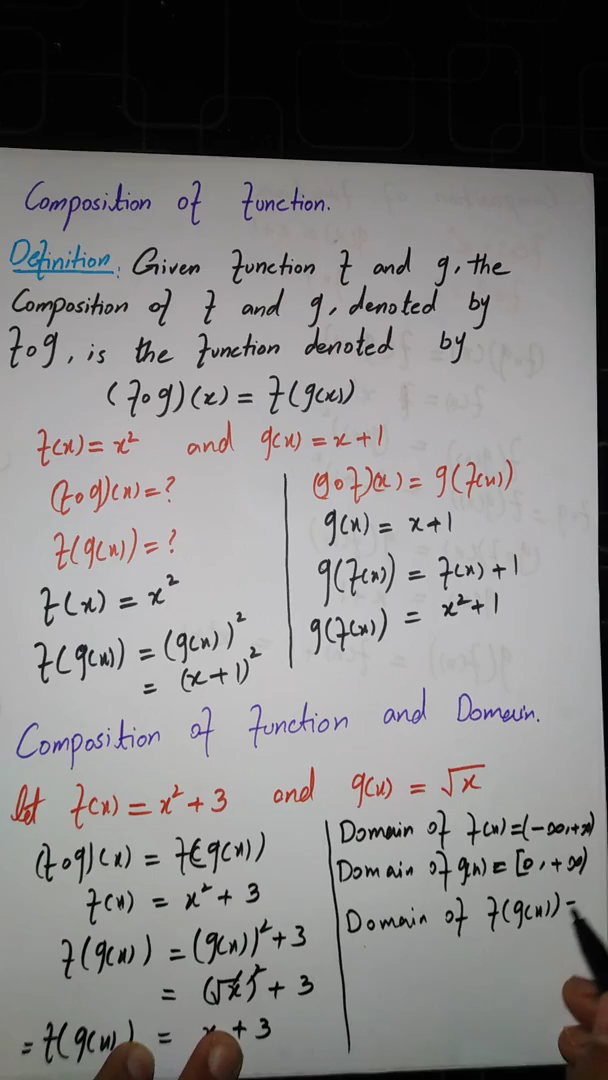 Composition of Function.
Definition: Given function f and g, the
Composition of f and g, denoted by
fog, is the function denoted by
(fog)(x) = f(g(x))
f(x) = x² and g(x) = x+1
(fog)(x) = ?
f(g(x)) = ?
f(x) = x²
f(g(x)) = (g(x))²
= (x+1)²
(gof)(x) = g(f(x))
g(x) = x+1
g(f(x)) = f(x)+1
g(f(x)) = x²+1
Composition of Function and Domain.
let f(x) = x²+3 and g(x) = √x
(fog)(x) = f(g(x))
f(x) = x²+3
f(g(x)) = (g(x))²+3
= (√x)²+3
= f(g(x)) = x+3
Domain of f(x) = (-∞,+∞)
Domain of g(x) = [0,+∞)
Domain of f(g(x)) =